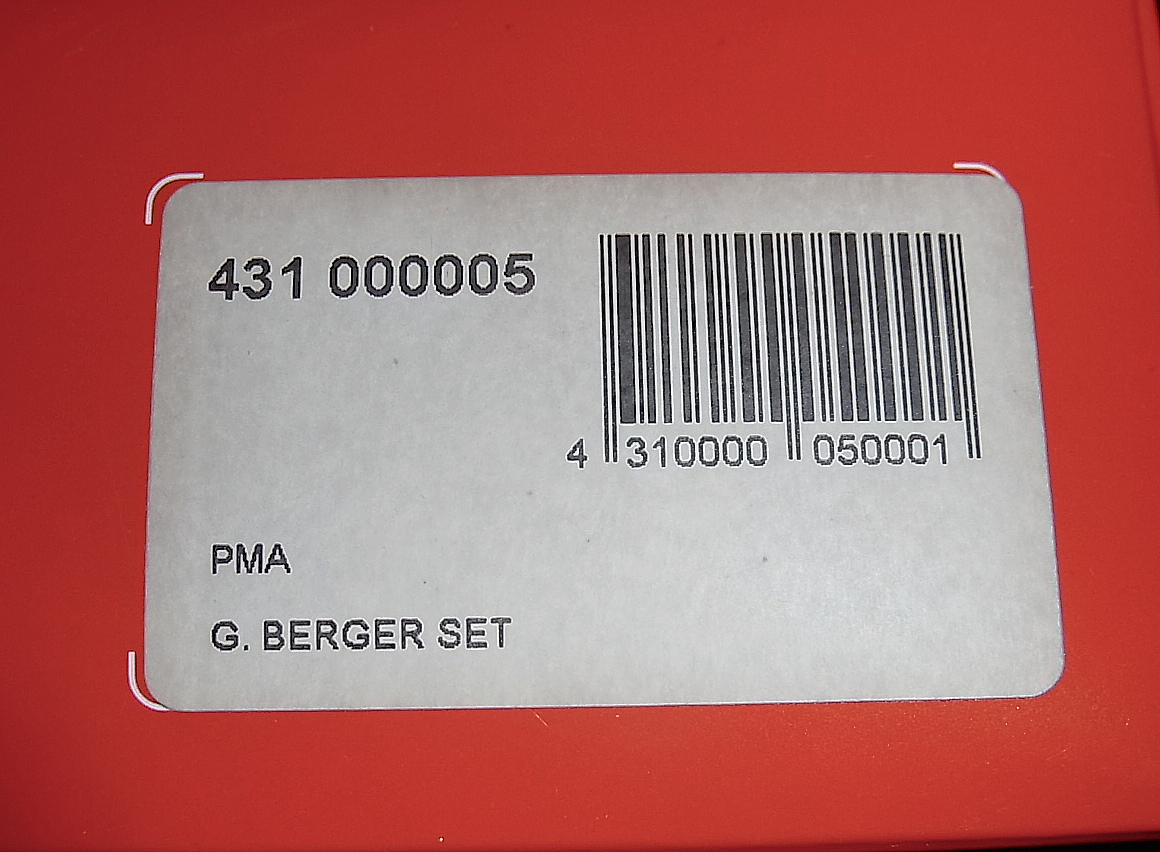 431 000005
4 310000 050001
PMA
G. BERGER SET